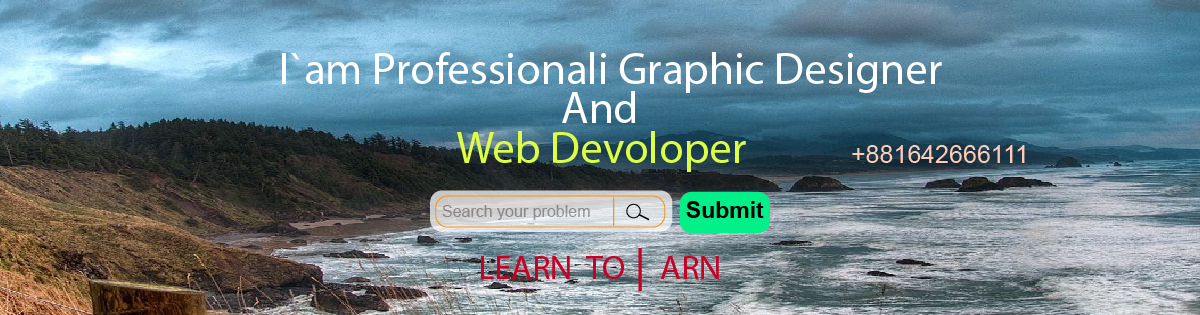 I`am Professionali Graphic Designer
And
Web Devoloper
+881642666111
Search your problem
Submit
LEARN TO | ARN